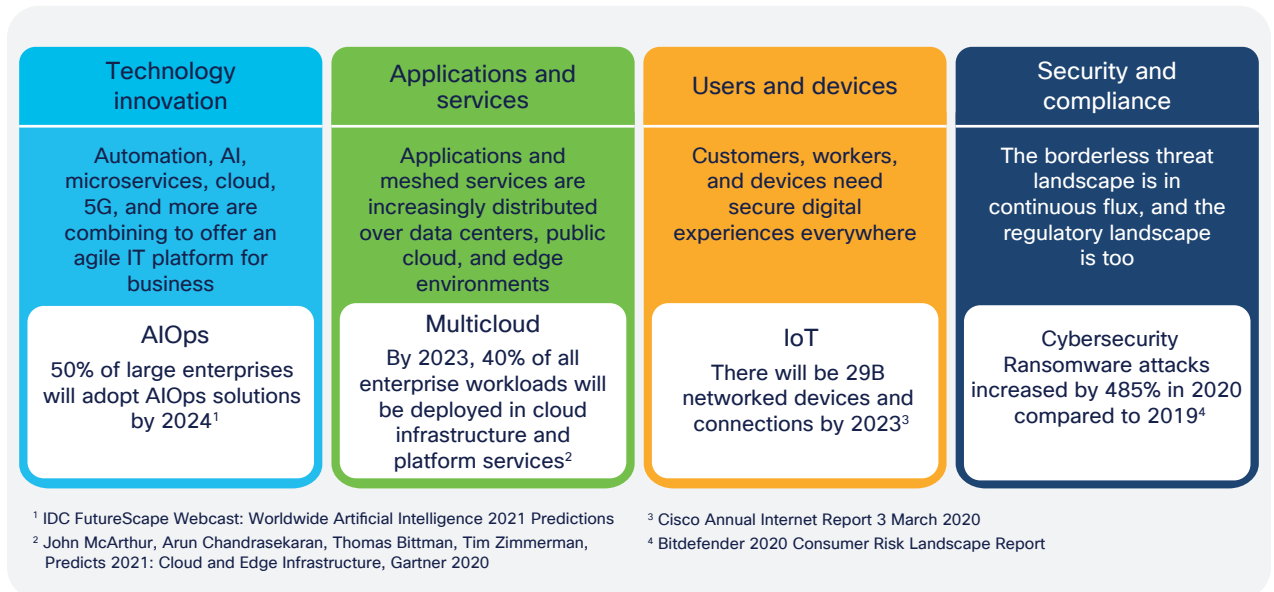 Technology
innovation
Automation, AI,
microservices, cloud,
5G, and more are
combining to offer an
agile IT platform for
business
AIOps
50% of large enterprises
will adopt AIOps solutions
by 2024¹
Applications and
services
Applications and
meshed services are
increasingly distributed
over data centers, public
cloud, and edge
environments
Multicloud
By 2023, 40% of all
enterprise workloads will
be deployed in cloud
infrastructure and
platform services²
Users and devices
Customers, workers,
and devices need
secure digital
experiences everywhere
IoT
There will be 29B
networked devices and
connections by 2023³
Security and
compliance
The borderless threat
landscape is in
continuous flux, and the
regulatory landscape
is too
Cybersecurity
Ransomware attacks
increased by 485% in 2020
compared to 2019⁴
¹ IDC FutureScape Webcast: Worldwide Artificial Intelligence 2021 Predictions
² John McArthur, Arun Chandrasekaran, Thomas Bittman, Tim Zimmerman,
Predicts 2021: Cloud and Edge Infrastructure, Gartner 2020
³ Cisco Annual Internet Report 3 March 2020
⁴ Bitdefender 2020 Consumer Risk Landscape Report